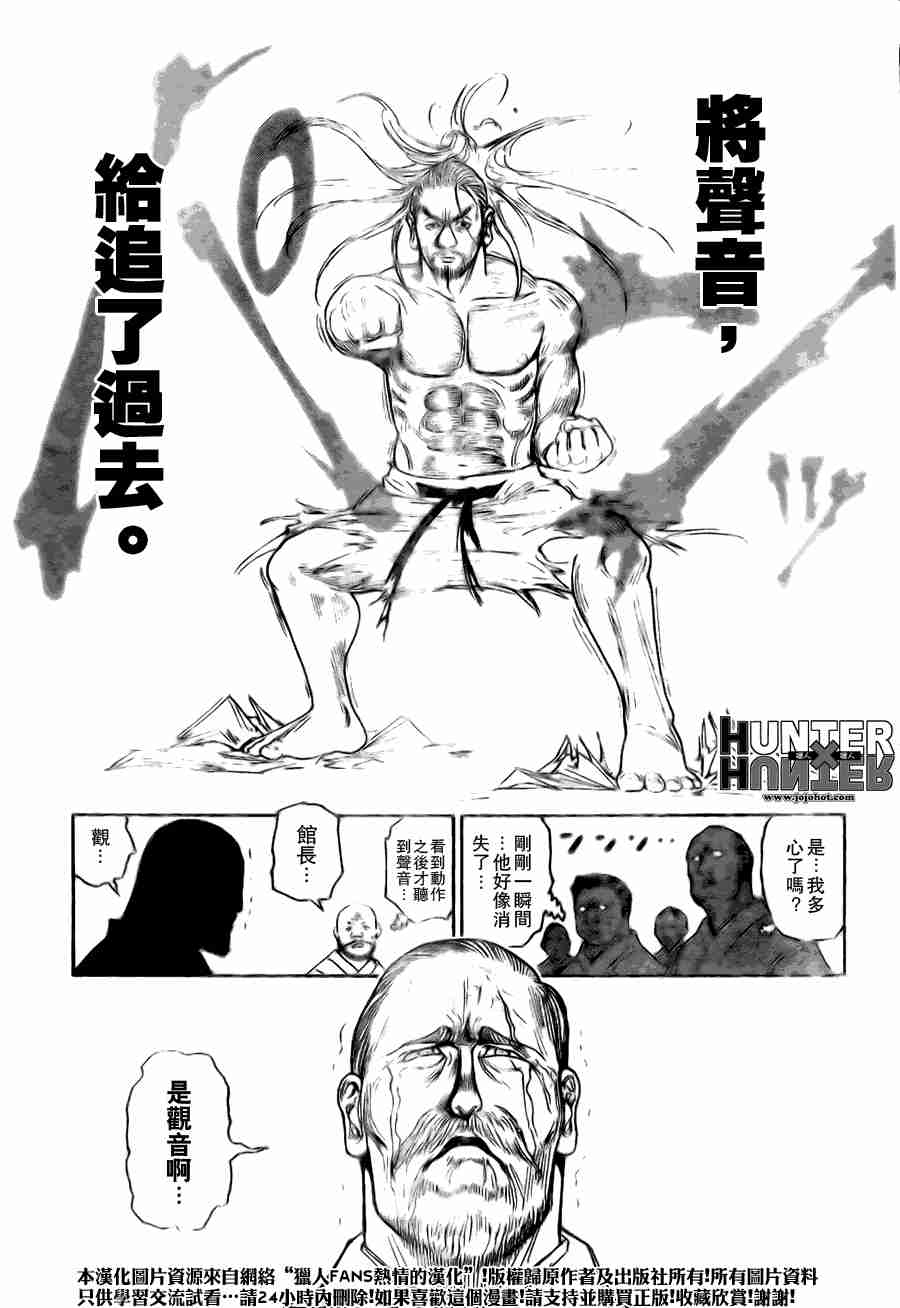 將聲音，
給追了過去。
HUNTER
×
HUNTER
獵人
獵人
www.jojohot.com
是…我多
心了嗎？
剛剛一瞬間
…他好像消
失了…
看到動作
之後才聽
到聲音…
館長…
觀…
是觀音啊…
本漢化圖片資源來自網絡“獵人FANS熱情的漢化”!版權歸原作者及出版社所有!所有圖片資料
只供學習交流試看…請24小時內刪除!如果喜歡這個漫畫!請支持並購買正版!收藏欣賞!謝謝!